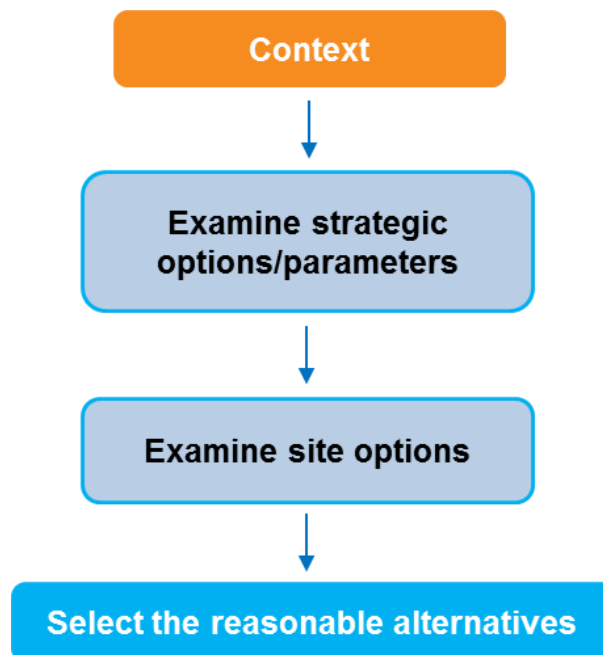 Context
Examine strategic
options/parameters
Examine site options
Select the reasonable alternatives